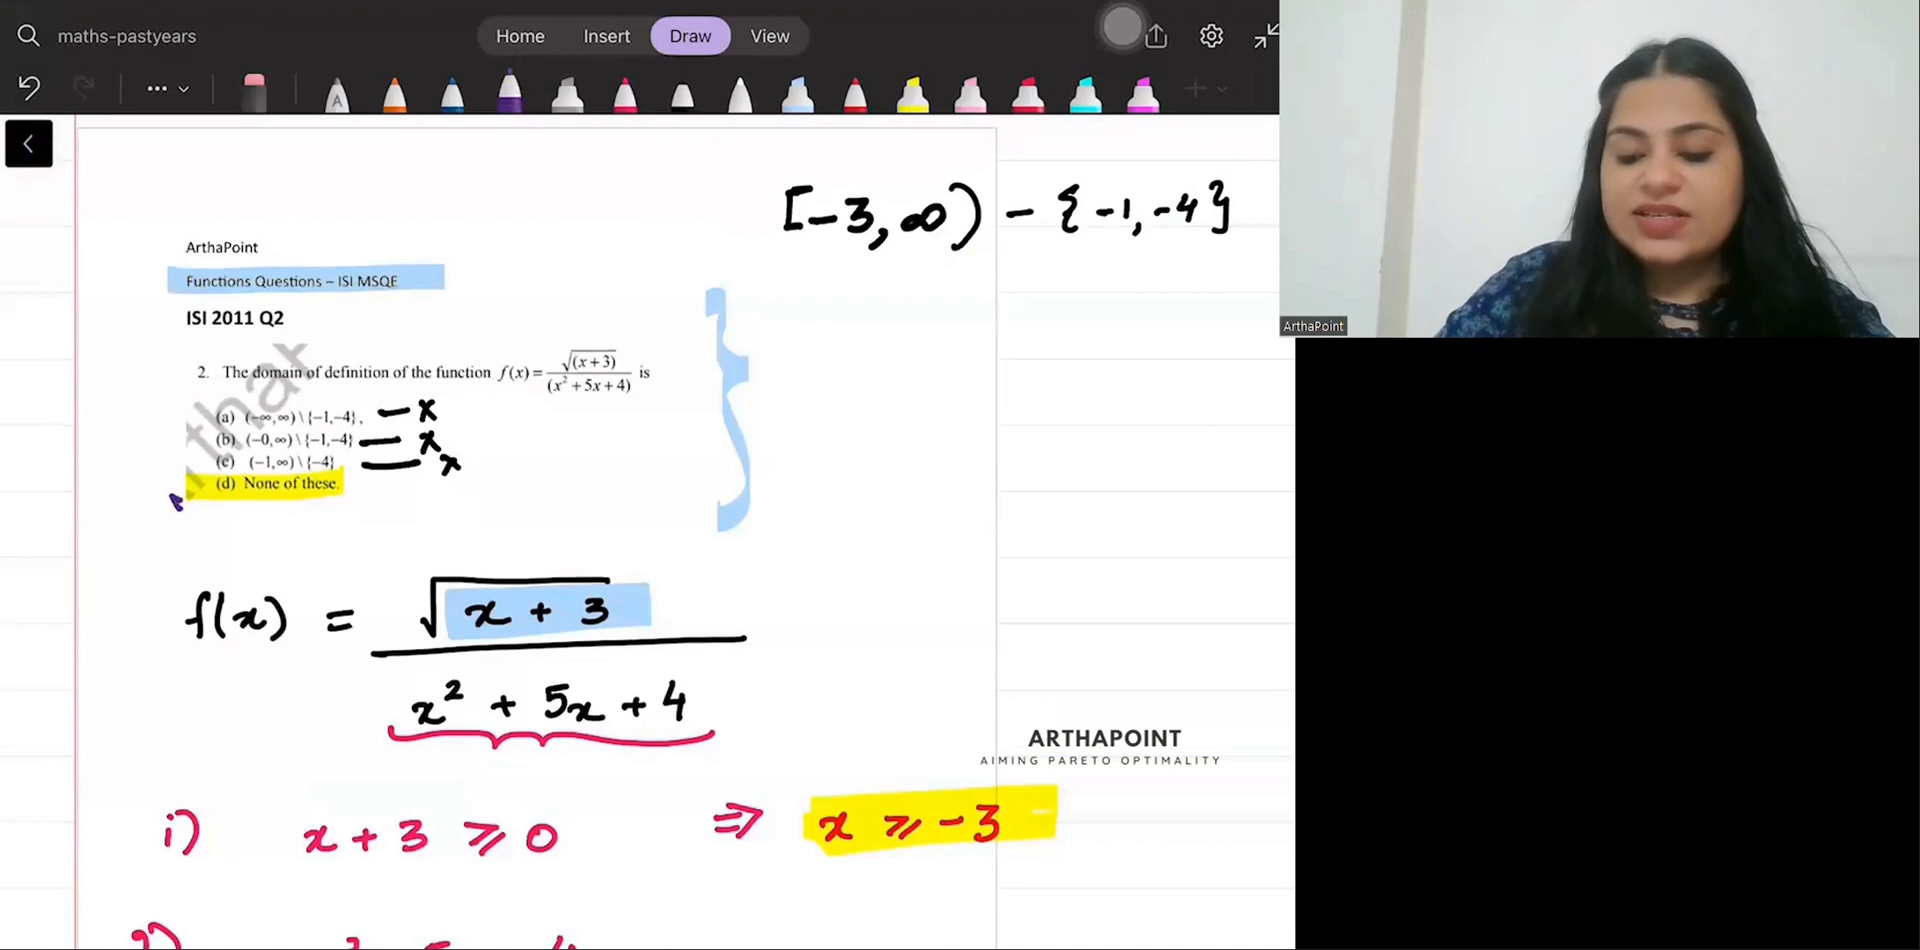 maths-pastyears
Home Insert Draw View
A
[-3, ∞) - {-1, -4}
ArthaPoint
ArthaPoint
Functions Questions – ISI MSQE
ISI 2011 Q2
2. The domain of definition of the function f(x) = √(x+3) / (x² + 5x + 4) is
(a) (−∞,∞) \ {−1,−4}, — x
(b) (−0,∞) \ {−1,−4} — x
(c) (−1,∞) \ {−4} — x
(d) None of these.
f(x) = √x + 3 / x² + 5x + 4
ARTHAPOINT
AIMING PARETO OPTIMALITY
i) x + 3 ≥ 0 ⇒ x ≥ -3